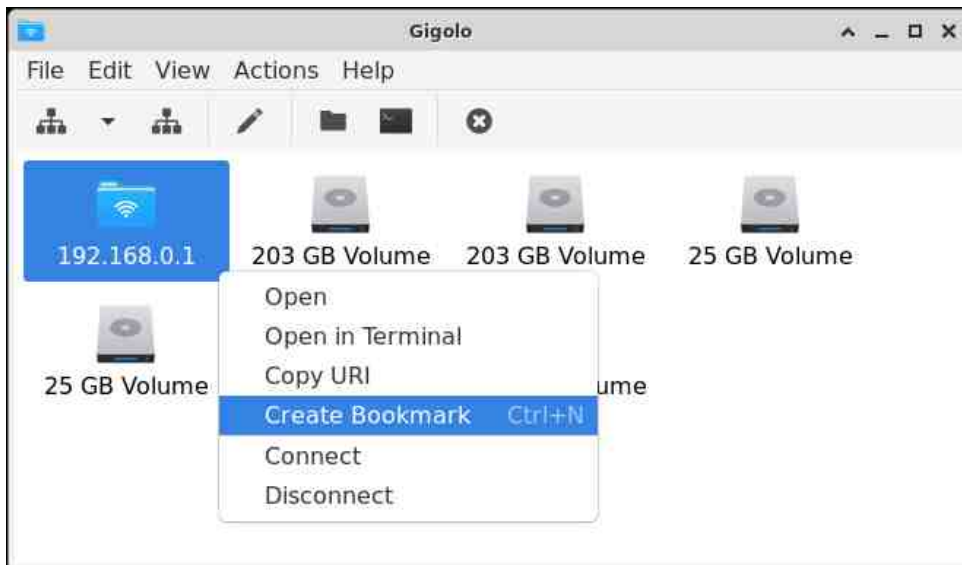 Gigolo
File Edit View Actions Help
192.168.0.1 203 GB Volume 203 GB Volume 25 GB Volume
Open
Open in Terminal
Copy URI
25 GB Volume
Create Bookmark Ctrl+N
Connect
Disconnect